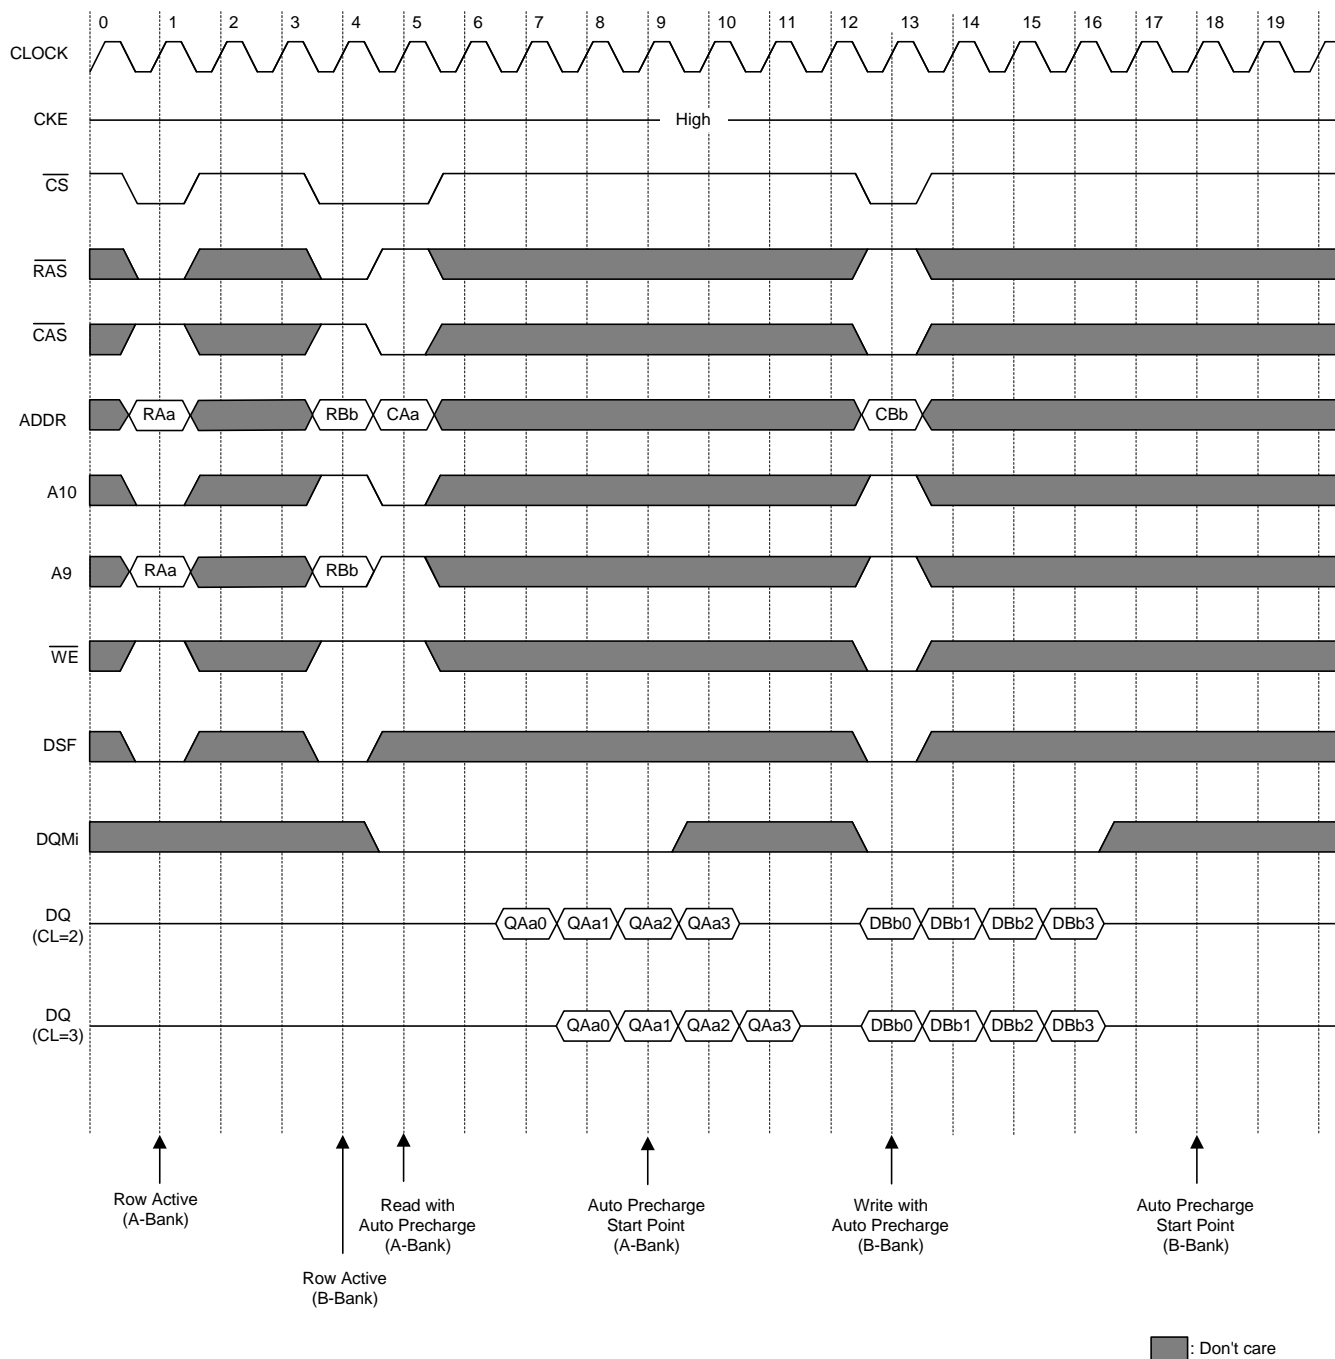 0 1 2 3 4 5 6 7 8 9 10 11 12 13 14 15 16 17 18 19
CLOCK
CKE High
CS
RAS
CAS
ADDR RAa RBb CAa CBb
A10
A9 RAa RBb
WE
DSF
DQMi
DQ
(CL=2)
QAa0 QAa1 QAa2 QAa3 DBb0 DBb1 DBb2 DBb3
DQ
(CL=3)
QAa0 QAa1 QAa2 QAa3 DBb0 DBb1 DBb2 DBb3
Row Active
(A-Bank)
Row Active
(B-Bank)
Read with
Auto Precharge
(A-Bank)
Auto Precharge
Start Point
(A-Bank)
Write with
Auto Precharge
(B-Bank)
Auto Precharge
Start Point
(B-Bank)
: Don't care